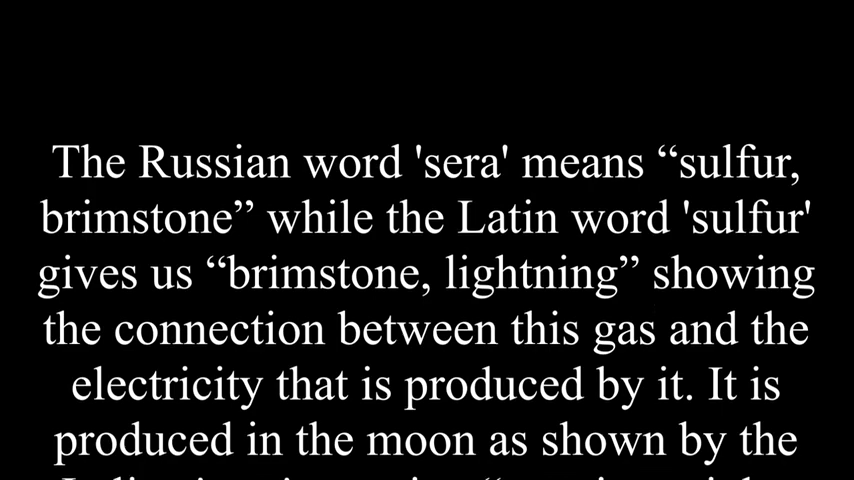 The Russian word 'sera' means “sulfur,
brimstone” while the Latin word 'sulfur'
gives us “brimstone, lightning” showing
the connection between this gas and the
electricity that is produced by it. It is
produced in the moon as shown by the